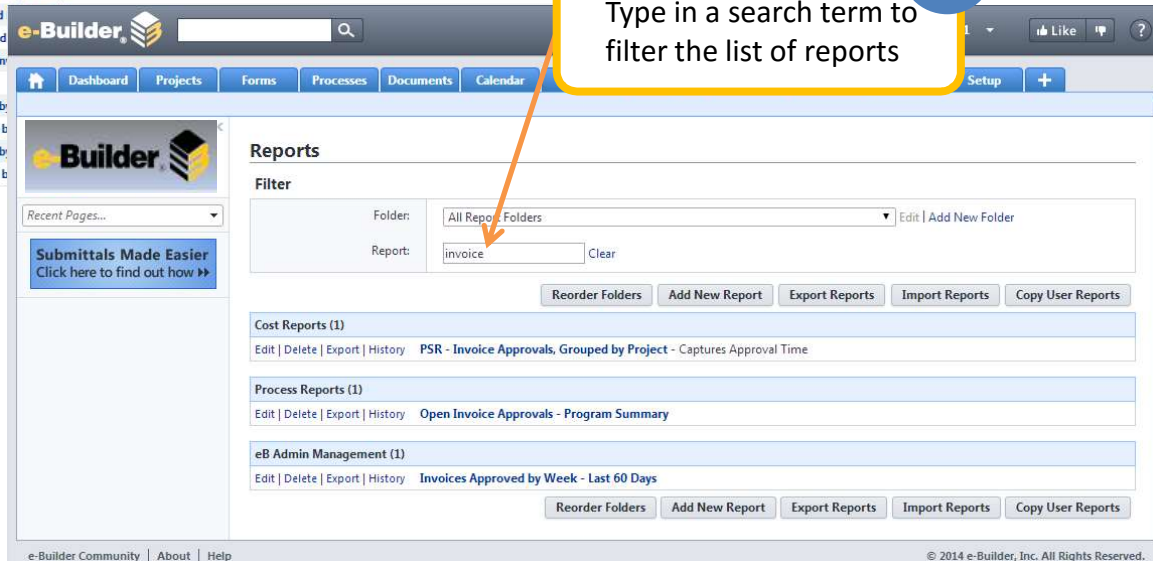 Type in a search term to
filter the list of reports
e-Builder®
Like
?
Dashboard Projects Forms Processes Documents Calendar Setup +
e-Builder®
Recent Pages...
Submittals Made Easier
Click here to find out how
Reports
Filter
Folder: All Report Folders Edit | Add New Folder
Report: invoice Clear
Reorder Folders Add New Report Export Reports Import Reports Copy User Reports
Cost Reports (1)
Edit | Delete | Export | History PSR - Invoice Approvals, Grouped by Project - Captures Approval Time
Process Reports (1)
Edit | Delete | Export | History Open Invoice Approvals - Program Summary
eB Admin Management (1)
Edit | Delete | Export | History Invoices Approved by Week - Last 60 Days
Reorder Folders Add New Report Export Reports Import Reports Copy User Reports
e-Builder Community | About | Help © 2014 e-Builder, Inc. All Rights Reserved.